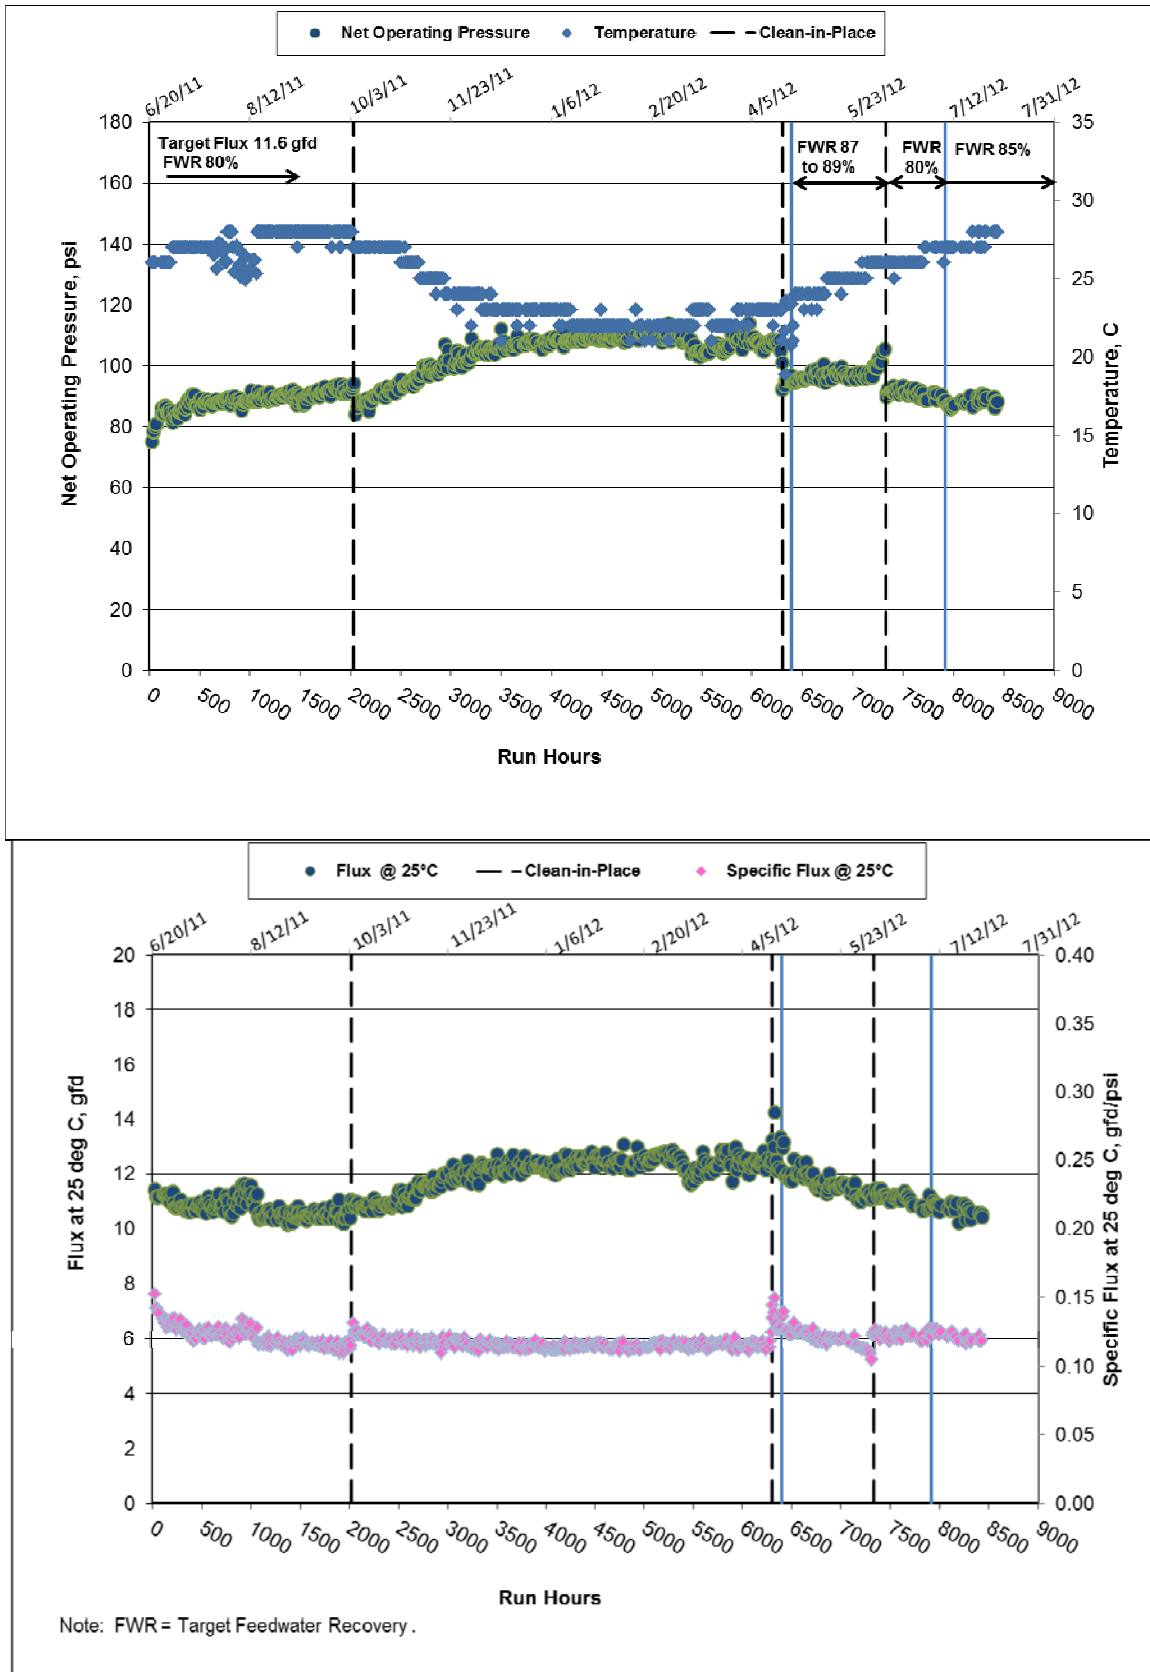 Net Operating Pressure Temperature Clean-in-Place
6/20/11 8/12/11 10/3/11 11/23/11 1/6/12 2/20/12 4/5/12 5/23/12 7/12/12 7/31/12
Target Flux 11.6 gfd
FWR 80%
FWR 87
to 89%
FWR
80%
FWR 85%
180
160
140
120
100
80
60
40
20
0
Net Operating Pressure, psi
35
30
25
20
15
10
5
0
Temperature, C
0 500 1000 1500 2000 2500 3000 3500 4000 4500 5000 5500 6000 6500 7000 7500 8000 8500 9000
Run Hours
Flux @ 25°C Clean-in-Place Specific Flux @ 25°C
6/20/11 8/12/11 10/3/11 11/23/11 1/6/12 2/20/12 4/5/12 5/23/12 7/12/12 7/31/12
20
18
16
14
12
10
8
6
4
2
0
Flux at 25 deg C, gfd
0.40
0.35
0.30
0.25
0.20
0.15
0.10
0.05
0.00
Specific Flux at 25 deg C, gfd/psi
0 500 1000 1500 2000 2500 3000 3500 4000 4500 5000 5500 6000 6500 7000 7500 8000 8500 9000
Run Hours
Note: FWR = Target Feedwater Recovery .